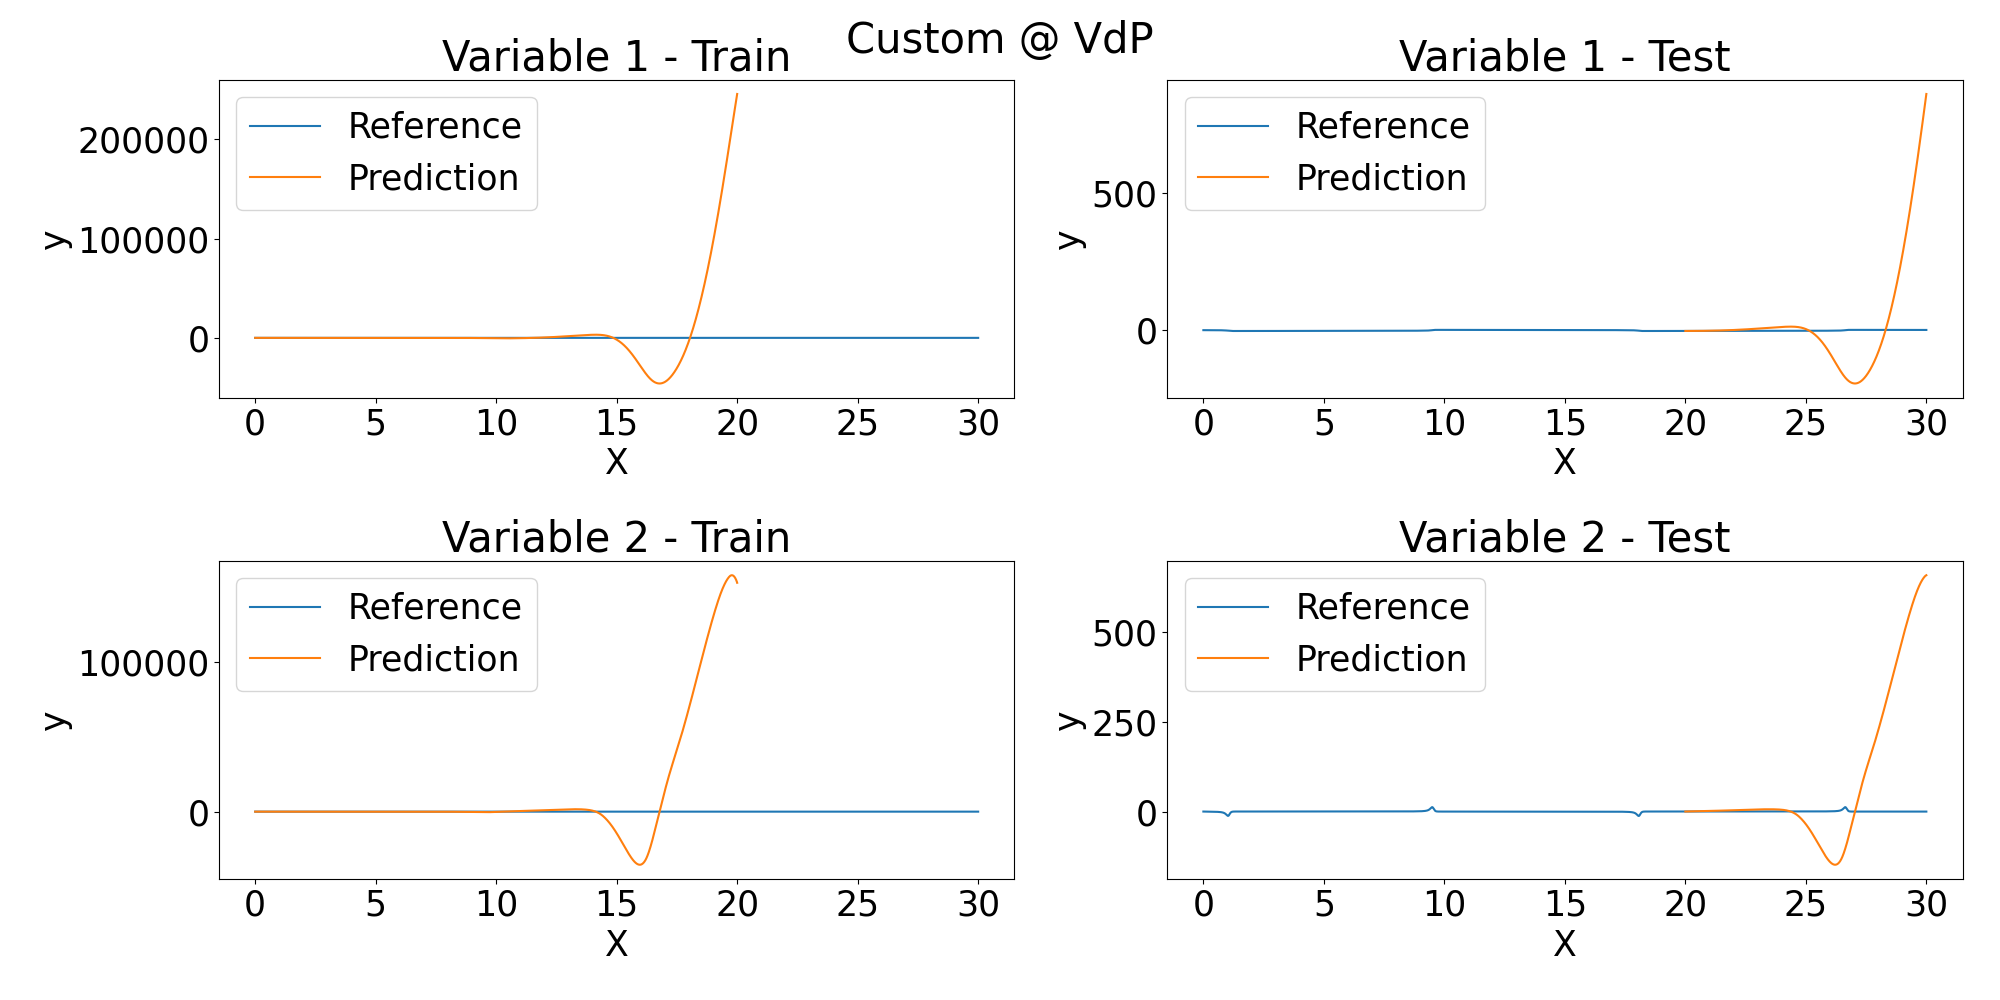 Custom @ VdP
Variable 1 - Train
Reference
Prediction
200000
100000
0
y
0 5 10 15 20 25 30
X
Variable 1 - Test
Reference
Prediction
500
0
y
0 5 10 15 20 25 30
X
Variable 2 - Train
Reference
Prediction
100000
0
y
0 5 10 15 20 25 30
X
Variable 2 - Test
Reference
Prediction
500
250
0
y
0 5 10 15 20 25 30
X